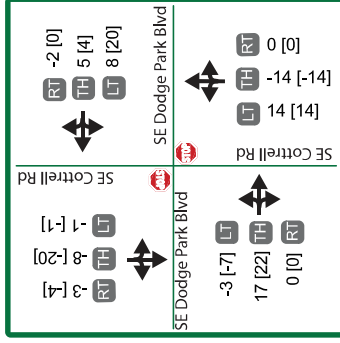 RT -2 [0]
TH 5 [4]
LT 8 [20]
SE Dodge Park Blvd
RT 0 [0]
TH -14 [-14]
LT 14 [14]
SE Cottrell Rd
SE Cottrell Rd
STOP
STOP
LT -1 [-1]
TH -8 [-20]
RT -3 [-4]
SE Dodge Park Blvd
-3 [-7] LT
17 [22] TH
0 [0] RT